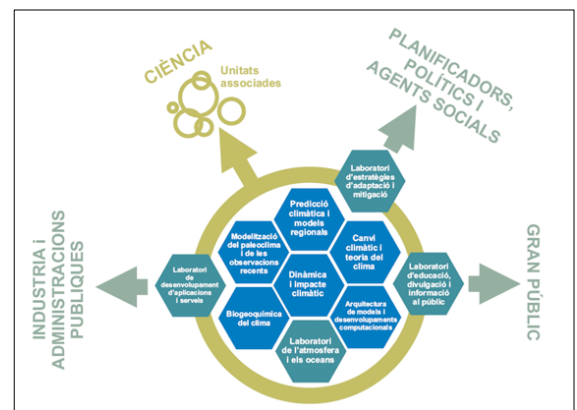 CIÈNCIA
Unitats
associades
PLANIFICADORS,
POLÍTICS I
AGENTS SOCIALS
Laboratori
d'estratègies
d'adaptació i
mitigació
Predicció
climàtica i
models
regionals
Modelització
del paleoclima
i de les
observacions
recents
Canvi
climàtic i
teoria del
clima
INDUSTRIA i
ADMINISTRACIONS
PUBLIQUES
Laboratori
de
desenvolupament
d'aplicacions
i serveis
Dinàmica
i impacte
climàtic
Laboratori
d'educació,
divulgació i
informació
al públic
GRAN PÚBLIC
Biogeoquímica
del clima
Arquitectura
de models i
desenvolupaments
computacionals
Laboratori
de l'atmosfera
i els oceans